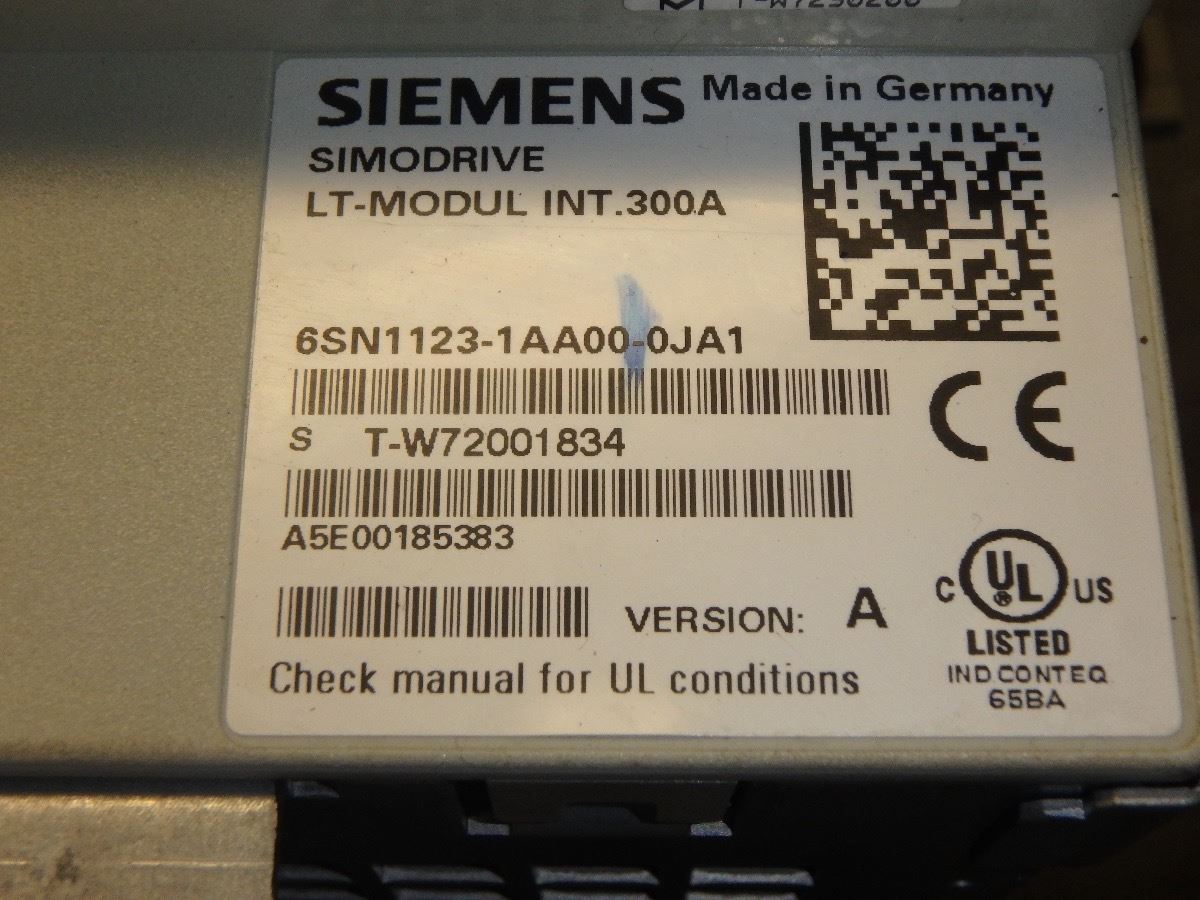 SIEMENS Made in Germany
SIMODRIVE
LT-MODUL INT.300A
6SN1123-1AA00-0JA1
S T-W72001834
A5E00185383
VERSION: A
Check manual for UL conditions
CE
C UL US
®
LISTED
IND.CONT.EQ
65BA